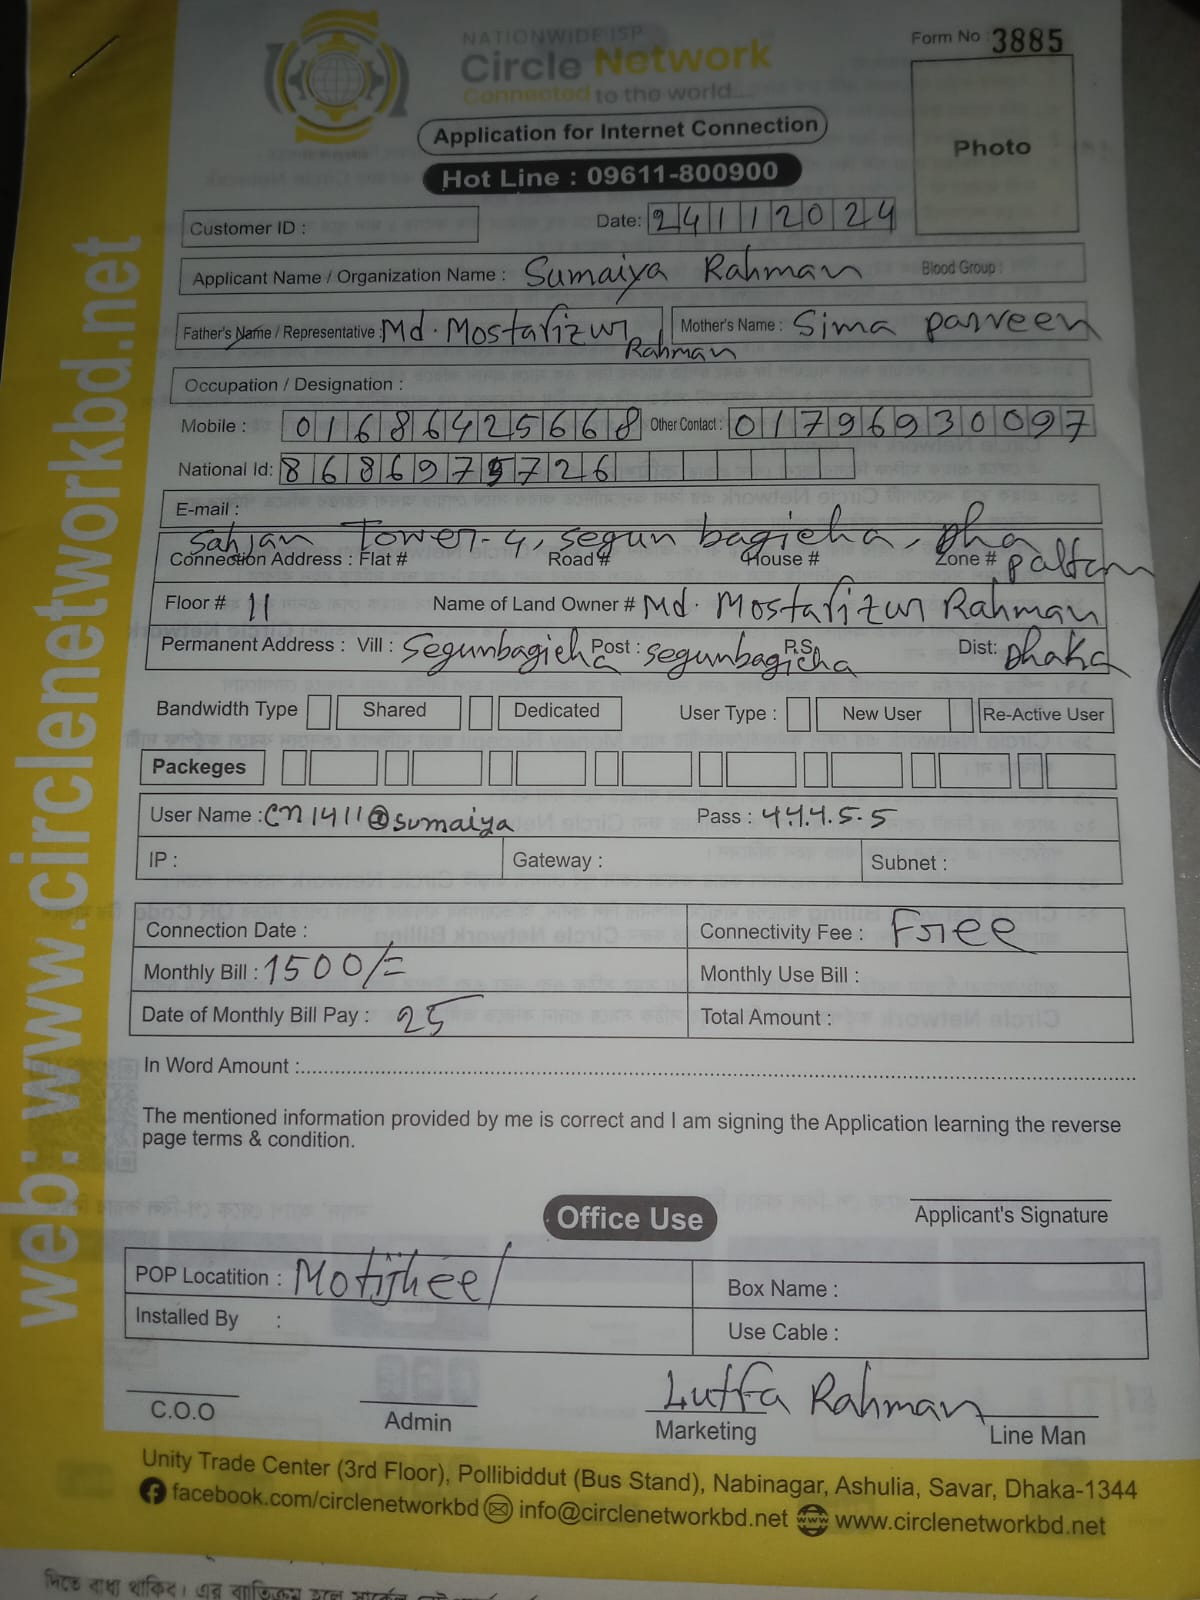 NATIONWIDE ISP
Circle Network
Connected to the world....
Form No : 3885
Application for Internet Connection
Hot Line : 09611-800900
Photo
web: www.circlenetworkbd.net
Customer ID :
Date: 24112024
Applicant Name / Organization Name : Sumaiya Rahman Blood Group :
Father's Name / Representative : Md. Mostafizur Rahman Mother's Name : Sima parveen
Occupation / Designation :
Mobile : 01686425668 Other Contact : 01796930097
National Id: 8686975726
E-mail :
Sahjan Tower-4, segun bagicha, Dha
Connection Address : Flat # Road # House # Zone # paltan
Floor # 11 Name of Land Owner # Md. Mostafizur Rahman
Permanent Address : Vill : Segunbagicha Post : segunbagicha P.S Dist: Dhaka
Bandwidth Type Shared Dedicated User Type : New User Re-Active User
Packeges
User Name : cn1411@sumaiya Pass : 4.4.4.5.5
IP : Gateway : Subnet :
Connection Date : Connectivity Fee : Free
Monthly Bill : 1500/= Monthly Use Bill :
Date of Monthly Bill Pay : 25 Total Amount :
In Word Amount :
The mentioned information provided by me is correct and I am signing the Application learning the reverse
page terms & condition.
Applicant's Signature
Office Use
POP Locatition : Motijheel Box Name :
Installed By : Use Cable :
Lutfa Rahman
C.O.O Admin Marketing Line Man
Unity Trade Center (3rd Floor), Pollibiddut (Bus Stand), Nabinagar, Ashulia, Savar, Dhaka-1344
facebook.com/circlenetworkbd info@circlenetworkbd.net www.circlenetworkbd.net